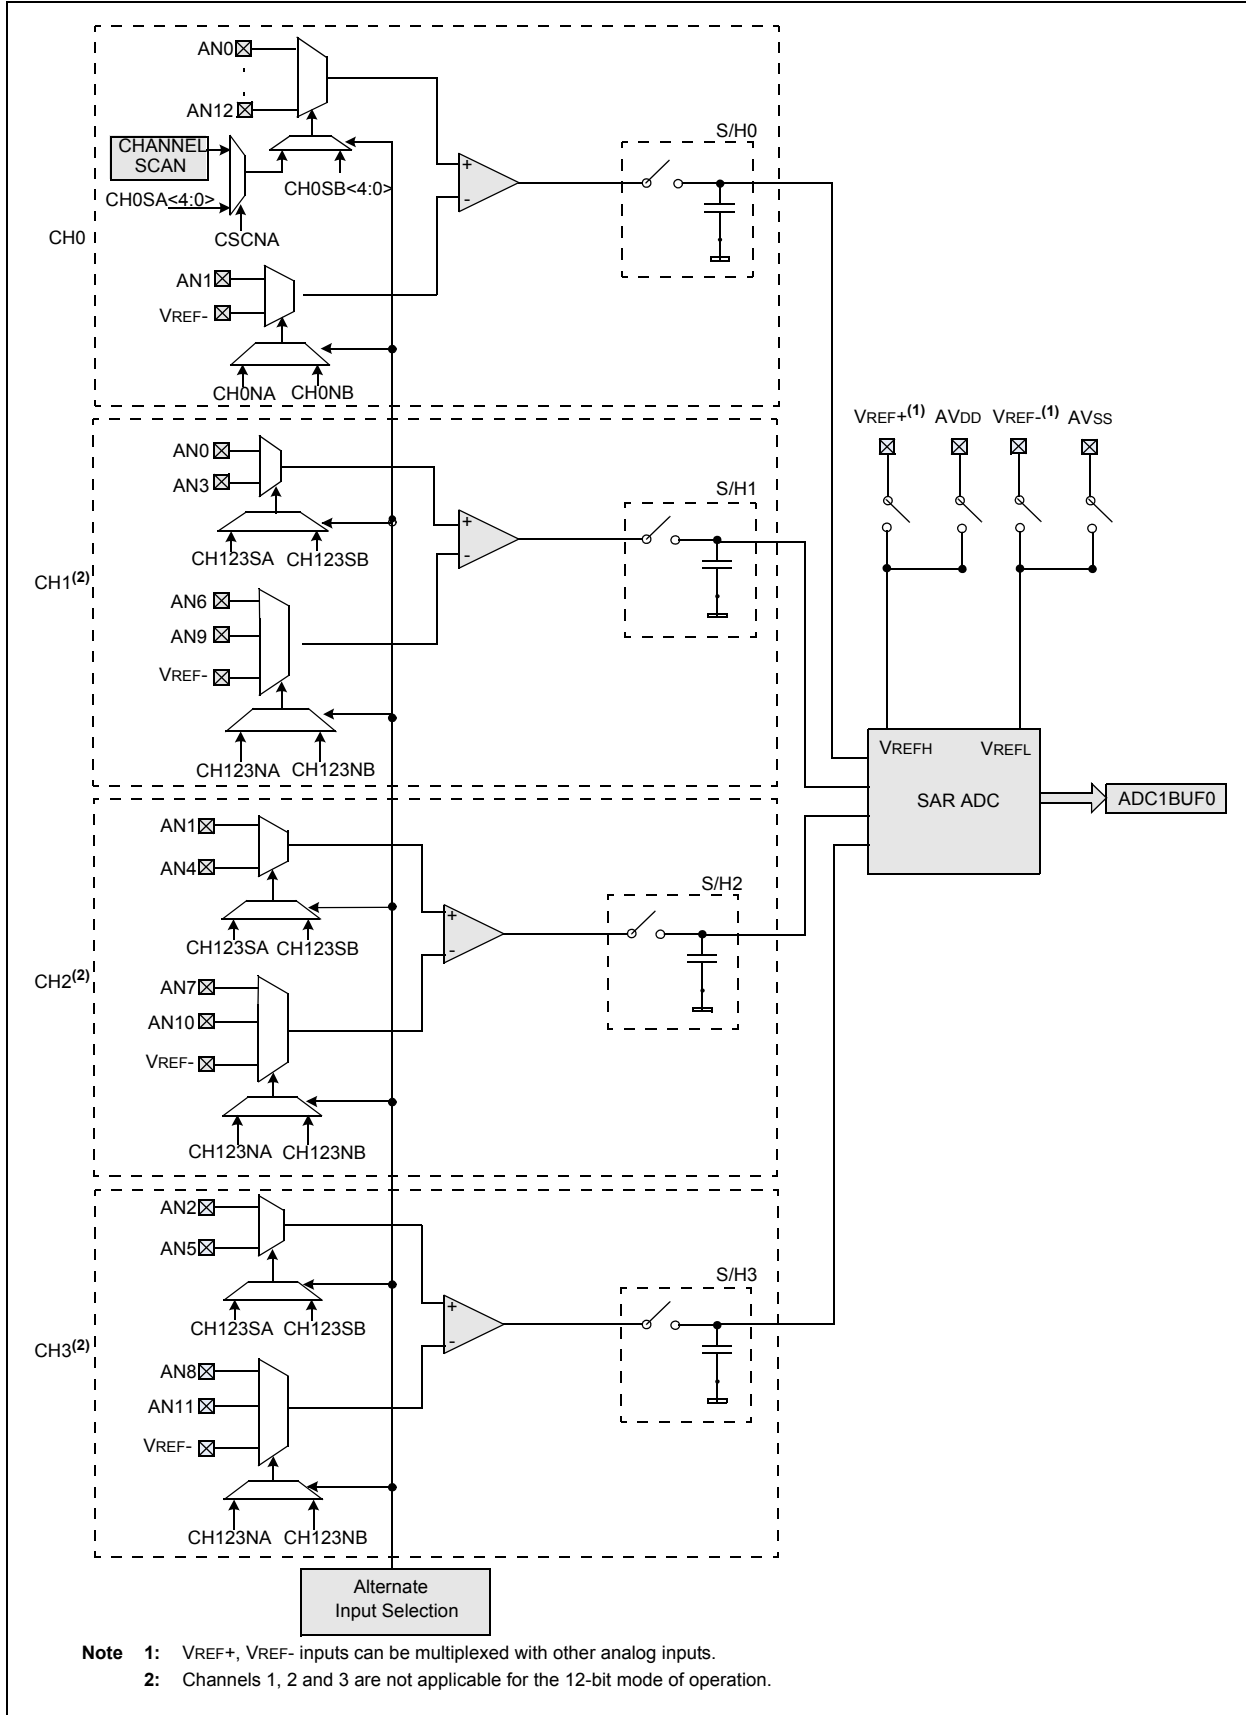 AN0
AN12
CHANNEL
SCAN
CH0SA<4:0>
CH0SB<4:0>
CSCNA
CH0
AN1
VREF-
CH0NA CH0NB
+
-
S/H0
AN0
AN3
CH123SA CH123SB
CH1(2)
AN6
AN9
VREF-
CH123NA CH123NB
+
-
S/H1
VREF+(1) AVDD VREF-(1) AVSS
VREFH VREFL
SAR ADC
ADC1BUF0
AN1
AN4
CH123SA CH123SB
CH2(2)
AN7
AN10
VREF-
CH123NA CH123NB
+
-
S/H2
AN2
AN5
CH123SA CH123SB
CH3(2)
AN8
AN11
VREF-
CH123NA CH123NB
+
-
S/H3
Alternate
Input Selection
Note 1: VREF+, VREF- inputs can be multiplexed with other analog inputs.
2: Channels 1, 2 and 3 are not applicable for the 12-bit mode of operation.